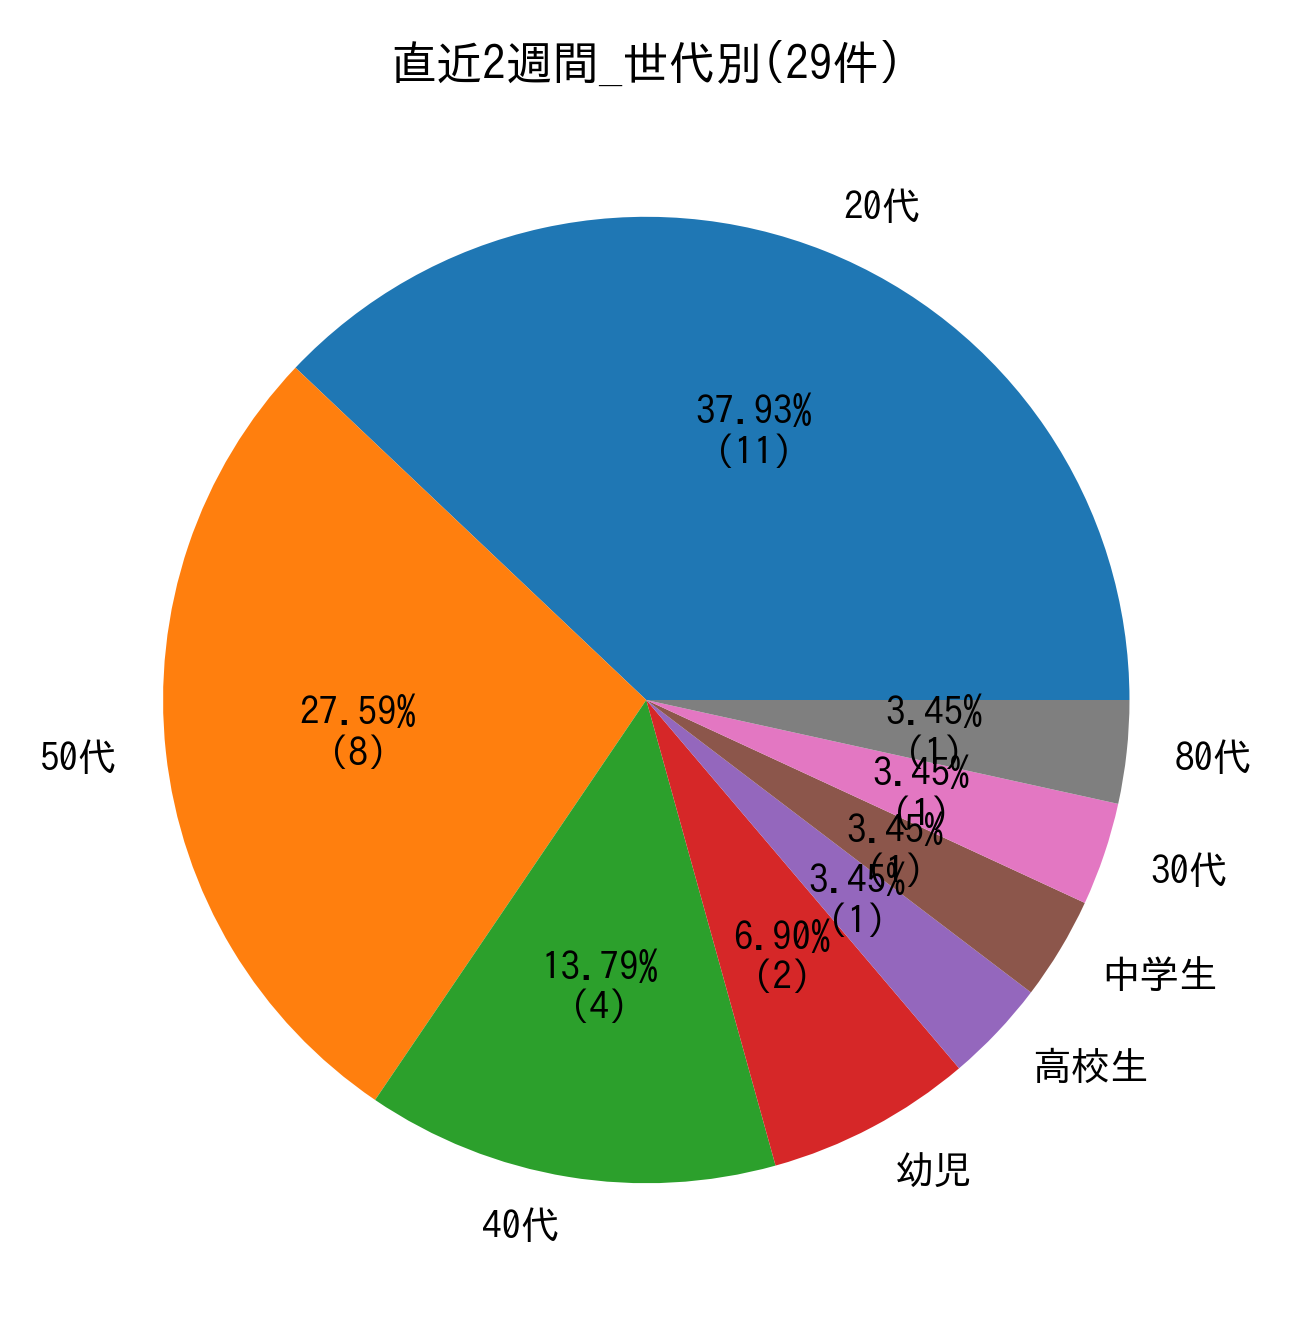 直近2週間_世代別(29件)
20代
37.93%
(11)
27.59%
(8)
50代
13.79%
(4)
40代
6.90%
(2)
幼児
3.45%
(1)
高校生
3.45%
(1)
中学生
3.45%
(1)
30代
3.45%
(1)
80代